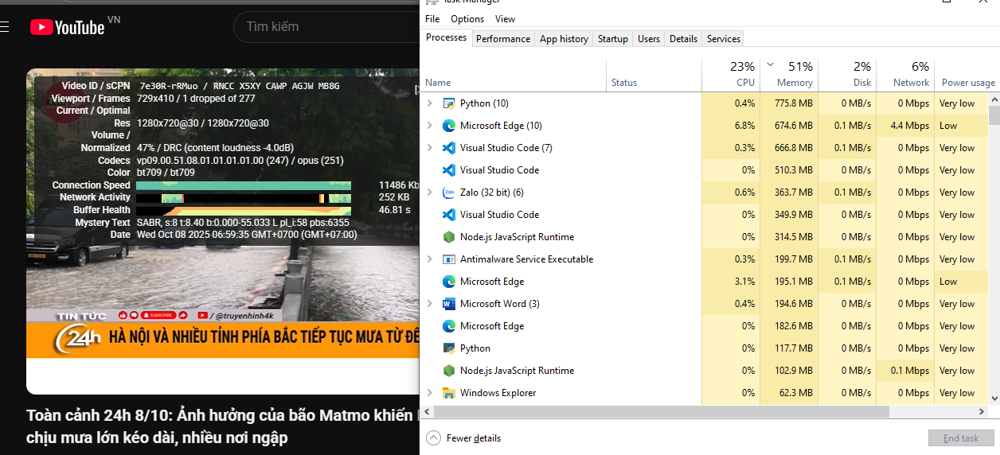 YouTube VN
Tìm kiếm
Video ID / sCPN 7e30R-rRMuo / RNCC X5XY CAWP AGJW MB8G
Viewport / Frames 729x410 / 1 dropped of 277
Current / Optimal
Res 1280x720@30 / 1280x720@30
Volume /
Normalized 47% / DRC (content loudness -4.0dB)
Codecs vp09.00.51.08.01.01.01.01.00 (247) / opus (251)
Color bt709 / bt709
Connection Speed 11486 Kb
Network Activity 252 KB
Buffer Health 46.81 s
Mystery Text SABR, s:8 t:8.40 b:0.000-55.033 L pl_i:58 pbs:6355
Date Wed Oct 08 2025 06:59:35 GMT+0700 (GMT+07:00)
TIN TỨC SUBSCRIBE / @truyenhinh4k
24h HÀ NỘI VÀ NHIỀU TỈNH PHÍA BẮC TIẾP TỤC MƯA TỪ
Toàn cảnh 24h 8/10: Ảnh hưởng của bão Matmo khiến
chịu mưa lớn kéo dài, nhiều nơi ngập
Task Manager
File Options View
Processes Performance App history Startup Users Details Services
23% 51% 2% 6%
Name Status CPU Memory Disk Network Power usage
Python (10) 0.4% 775.8 MB 0 MB/s 0 Mbps Very low
Microsoft Edge (10) 6.8% 674.6 MB 0.1 MB/s 4.4 Mbps Low
Visual Studio Code (7) 0.3% 666.8 MB 0.1 MB/s 0 Mbps Very low
Visual Studio Code 0% 510.3 MB 0 MB/s 0 Mbps Very low
Zalo (32 bit) (6) 0.6% 363.7 MB 0.1 MB/s 0 Mbps Very low
Visual Studio Code 0% 349.9 MB 0 MB/s 0 Mbps Very low
Node.js JavaScript Runtime 0% 314.5 MB 0 MB/s 0 Mbps Very low
Antimalware Service Executable 0.3% 199.7 MB 0.1 MB/s 0 Mbps Very low
Microsoft Edge 3.1% 195.1 MB 0.1 MB/s 0 Mbps Low
Microsoft Word (3) 0.4% 194.6 MB 0 MB/s 0 Mbps Very low
Microsoft Edge 0% 182.6 MB 0 MB/s 0 Mbps Very low
Python 0% 117.7 MB 0 MB/s 0 Mbps Very low
Node.js JavaScript Runtime 0% 102.9 MB 0 MB/s 0.1 Mbps Very low
Windows Explorer 0% 62.3 MB 0 MB/s 0 Mbps Very low
Fewer details End task